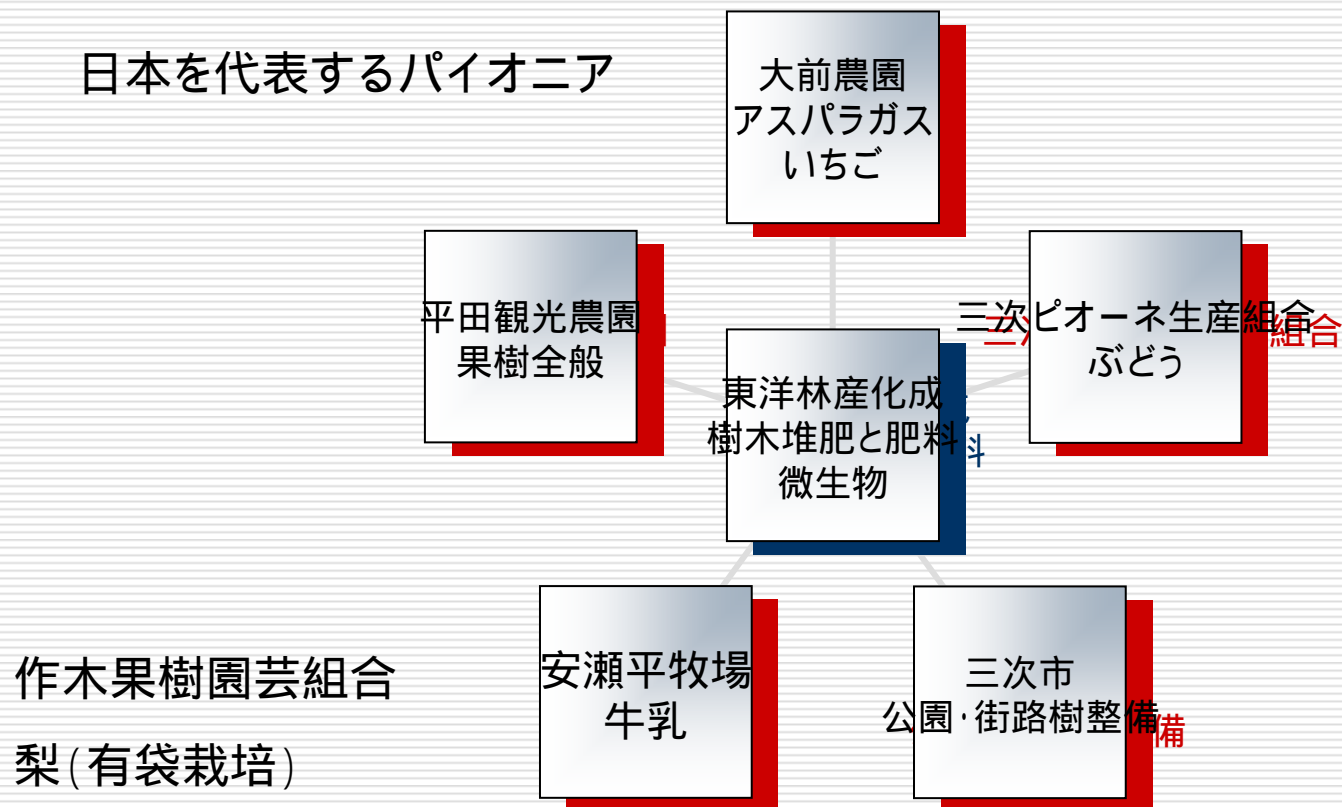 日本を代表するパイオニア
大前農園
アスパラガス
いちご
平田観光農園
果樹全般
三次ピオーネ生産組合
ぶどう
東洋林産化成
樹木堆肥と肥料
微生物
安瀬平牧場
牛乳
三次市
公園・街路樹整備
作木果樹園芸組合
梨(有袋栽培)